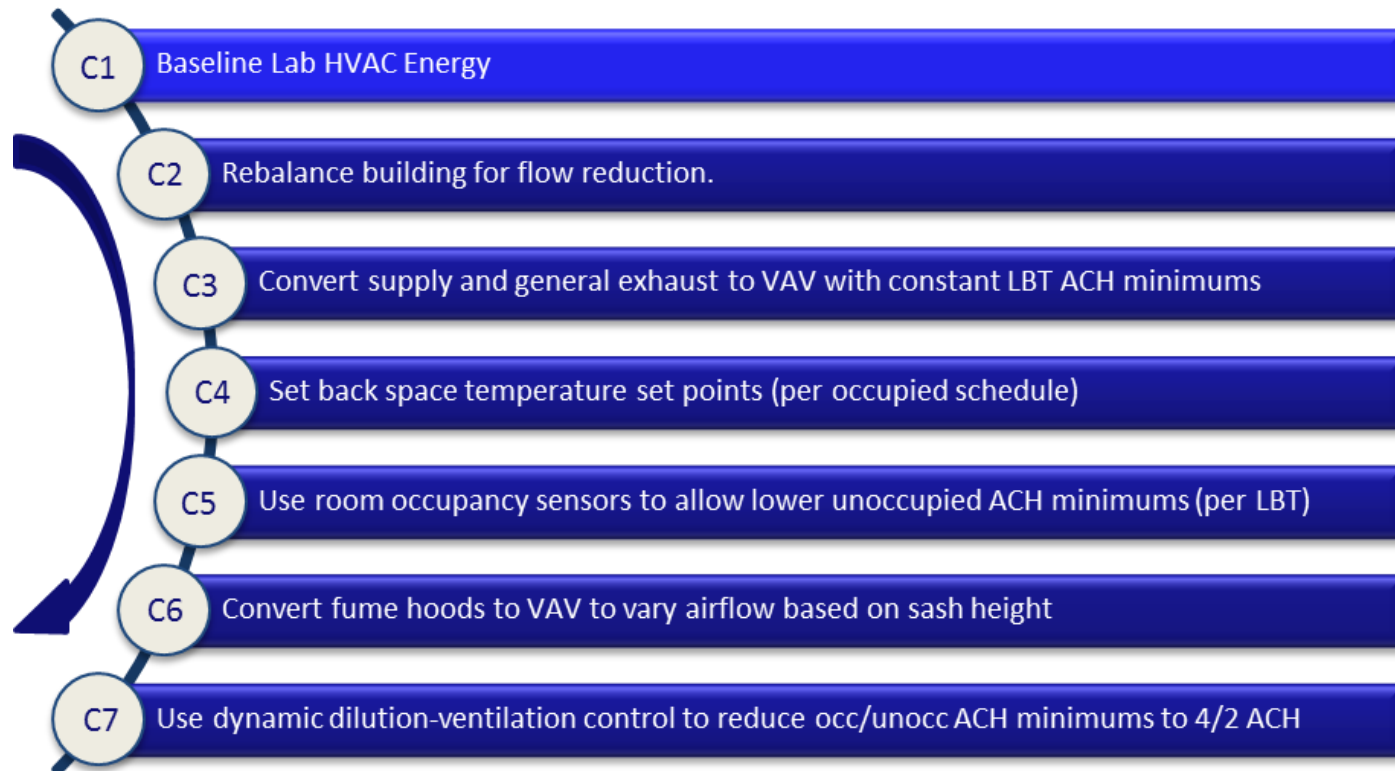 C1 Baseline Lab HVAC Energy
C2 Rebalance building for flow reduction.
C3 Convert supply and general exhaust to VAV with constant LBT ACH minimums
C4 Set back space temperature set points (per occupied schedule)
C5 Use room occupancy sensors to allow lower unoccupied ACH minimums (per LBT)
C6 Convert fume hoods to VAV to vary airflow based on sash height
C7 Use dynamic dilution-ventilation control to reduce occ/unocc ACH minimums to 4/2 ACH